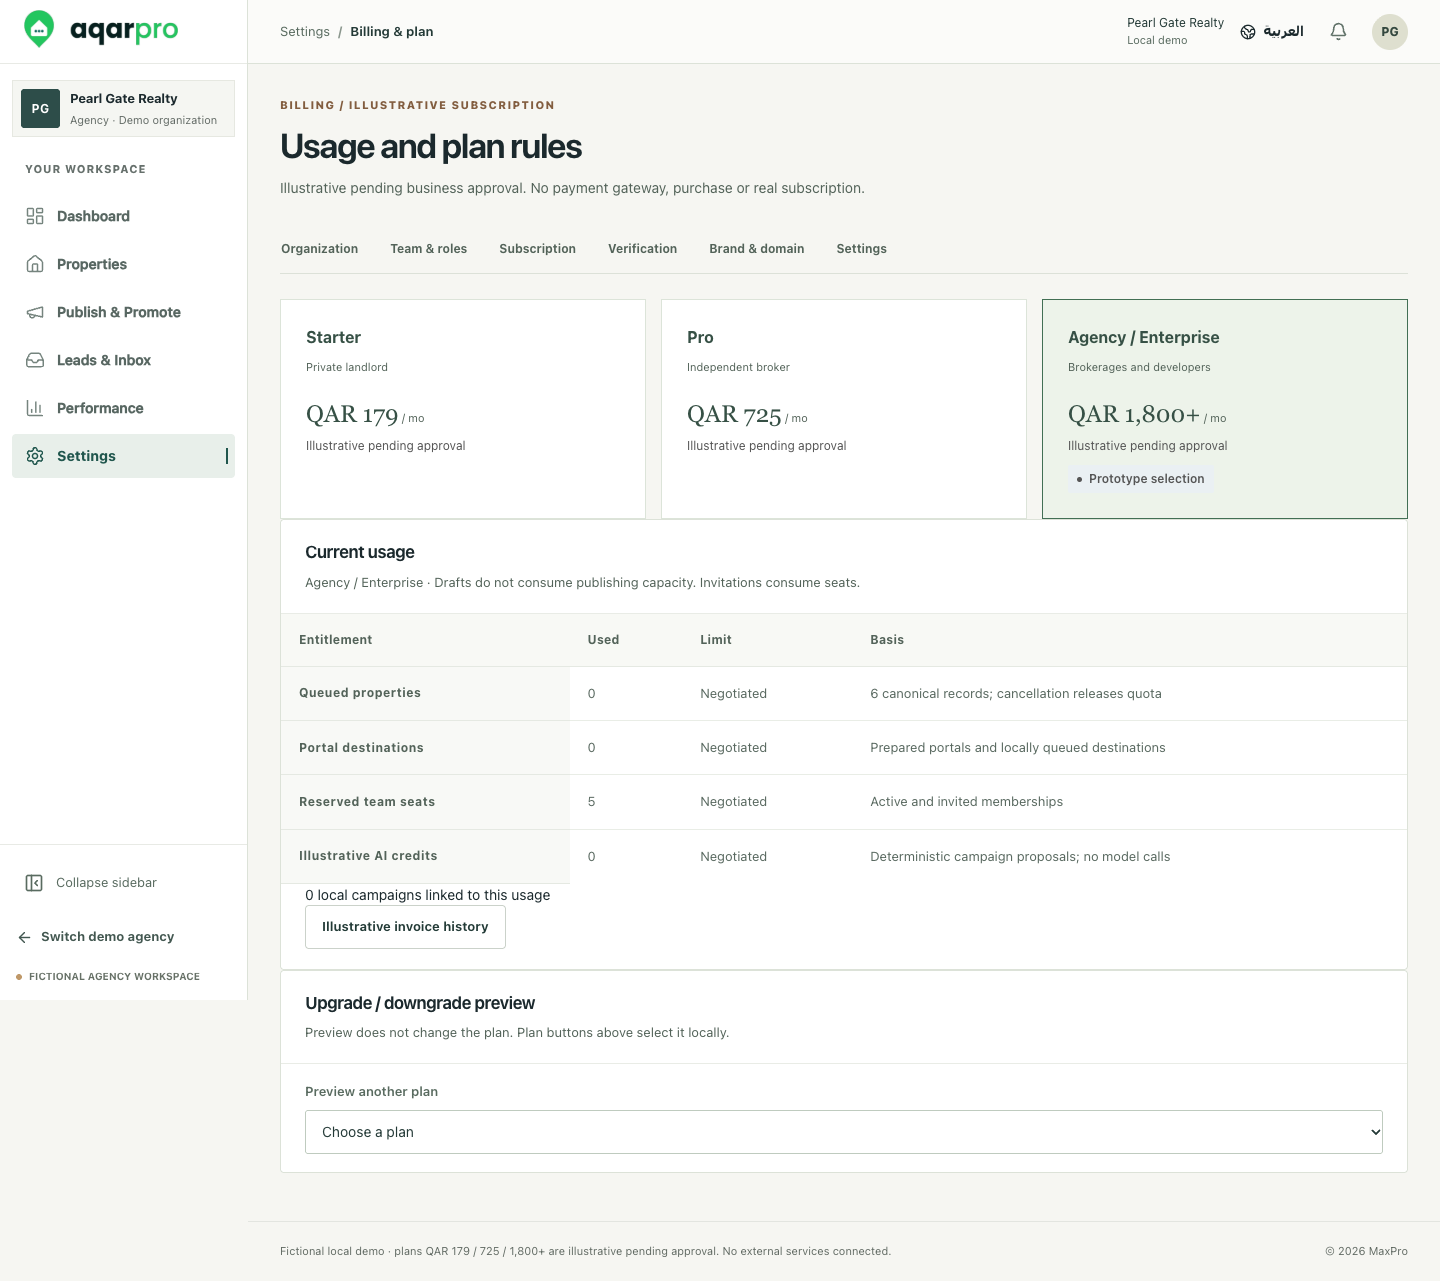 aqarpro
Settings / Billing & plan
Pearl Gate Realty
Local demo
العربية
PG
PG
Pearl Gate Realty
Agency · Demo organization
YOUR WORKSPACE
Dashboard
Properties
Publish & Promote
Leads & Inbox
Performance
Settings
Collapse sidebar
Switch demo agency
FICTIONAL AGENCY WORKSPACE
BILLING / ILLUSTRATIVE SUBSCRIPTION
Usage and plan rules
Illustrative pending business approval. No payment gateway, purchase or real subscription.
Organization Team & roles Subscription Verification Brand & domain Settings
Starter
Private landlord
QAR 179 / mo
Illustrative pending approval
Pro
Independent broker
QAR 725 / mo
Illustrative pending approval
Agency / Enterprise
Brokerages and developers
QAR 1,800+ / mo
Illustrative pending approval
Prototype selection
Current usage
Agency / Enterprise · Drafts do not consume publishing capacity. Invitations consume seats.
Entitlement Used Limit Basis
Queued properties 0 Negotiated 6 canonical records; cancellation releases quota
Portal destinations 0 Negotiated Prepared portals and locally queued destinations
Reserved team seats 5 Negotiated Active and invited memberships
Illustrative AI credits 0 Negotiated Deterministic campaign proposals; no model calls
0 local campaigns linked to this usage
Illustrative invoice history
Upgrade / downgrade preview
Preview does not change the plan. Plan buttons above select it locally.
Preview another plan
Choose a plan
Fictional local demo · plans QAR 179 / 725 / 1,800+ are illustrative pending approval. No external services connected.
© 2026 MaxPro